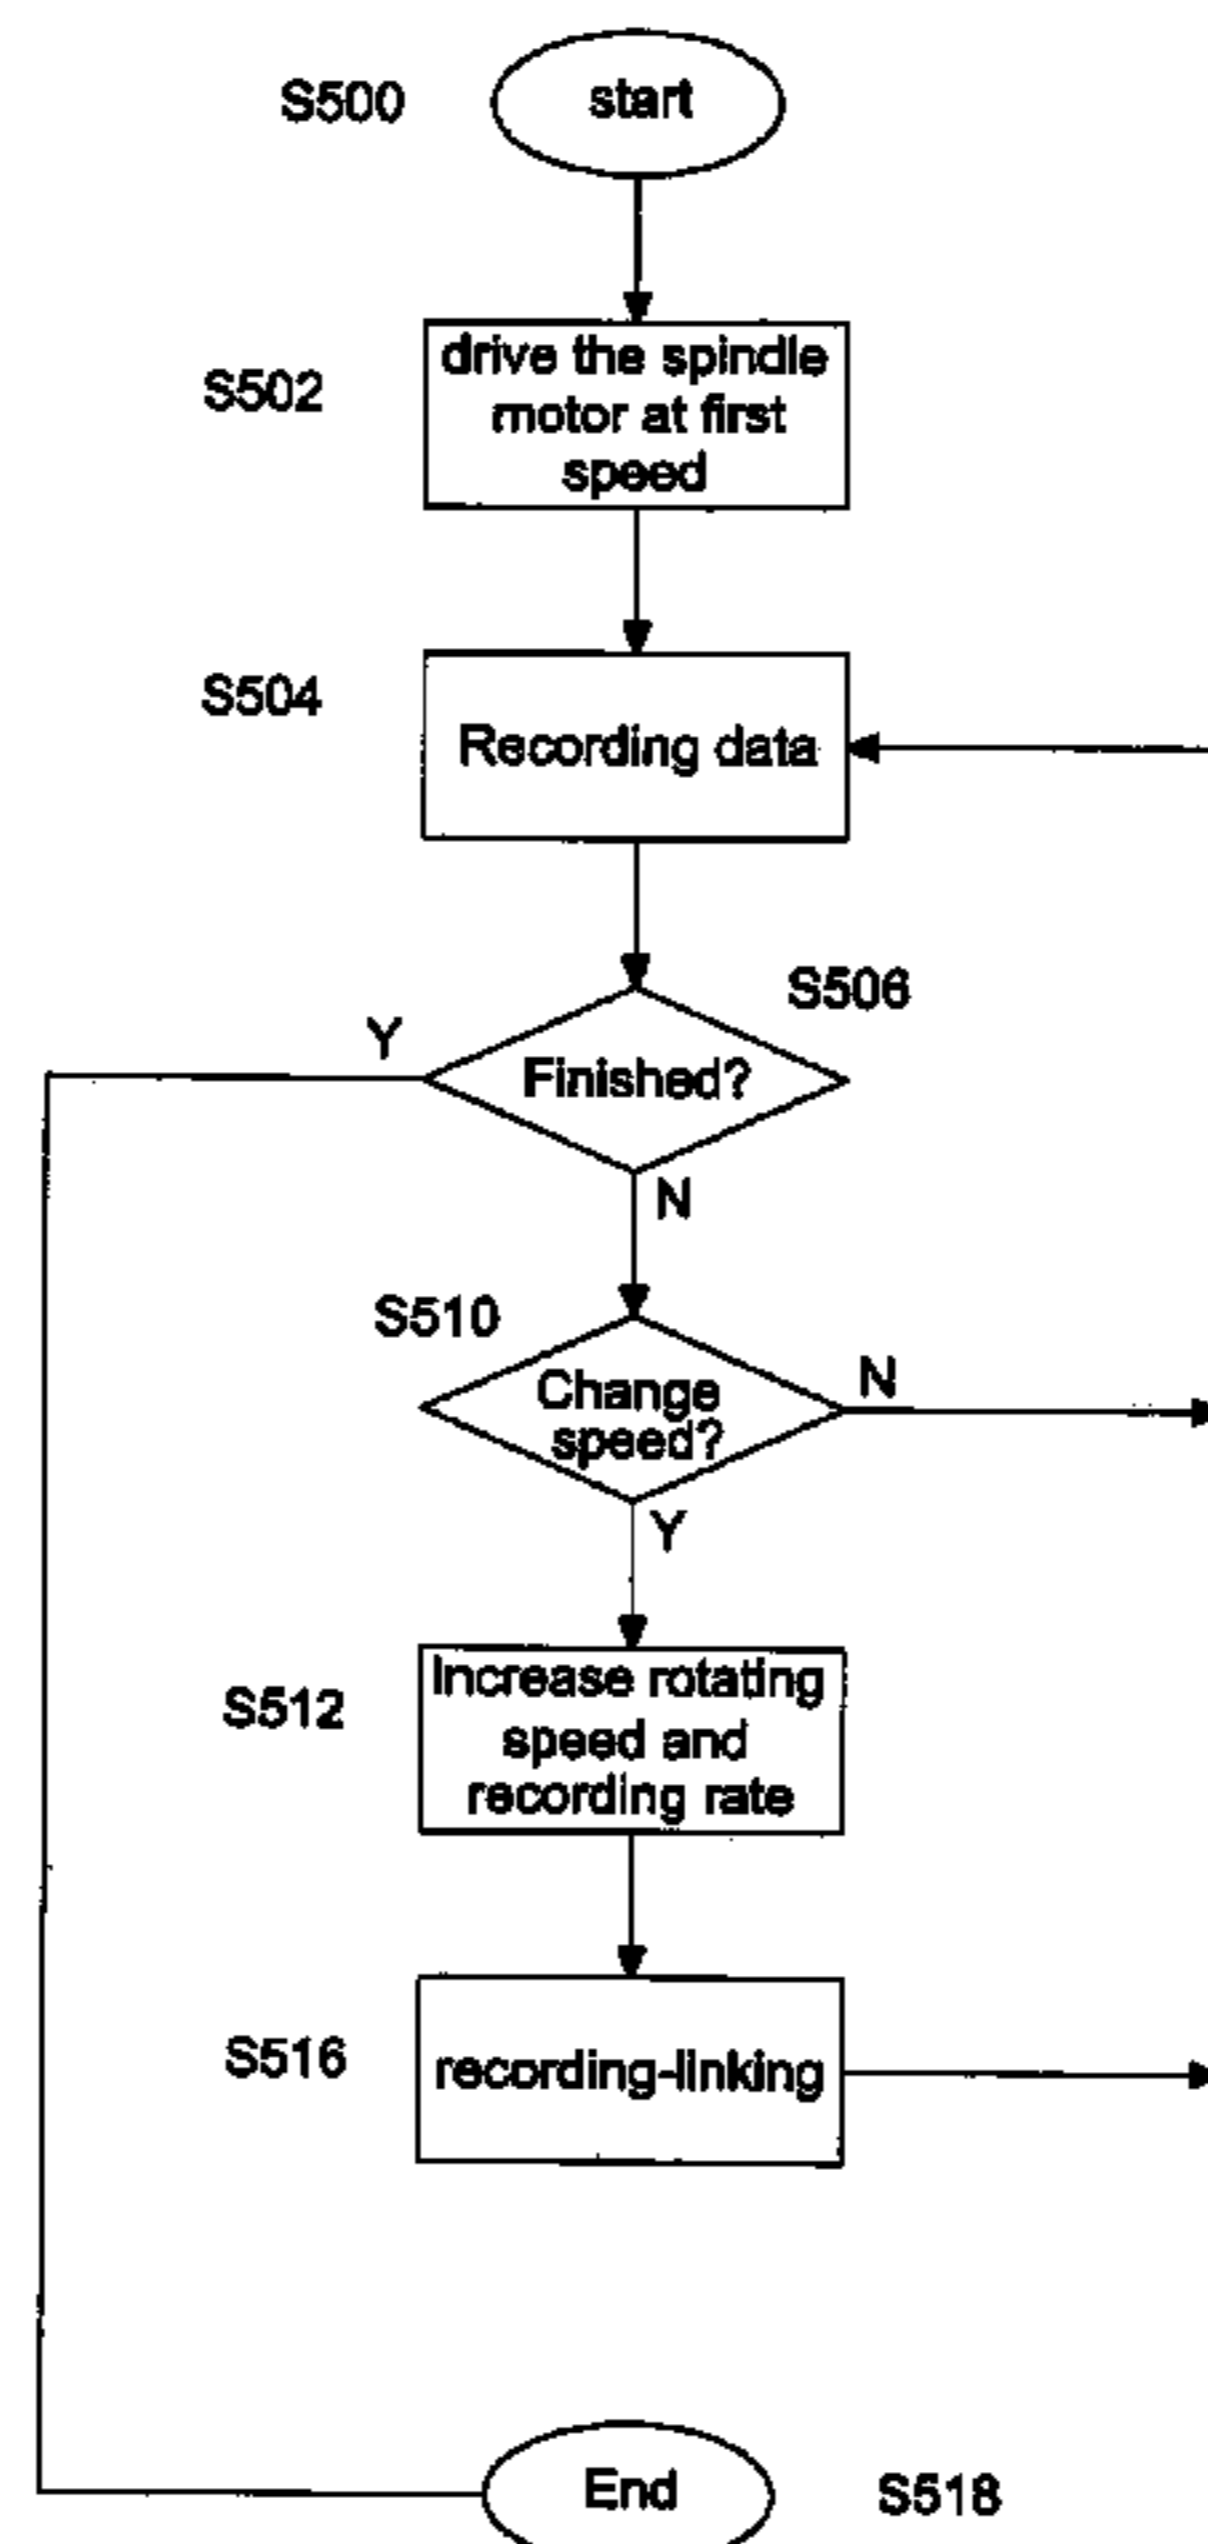 S500
start
S502
drive the spindle
motor at first
speed
S504
Recording data
S506
Y
Finished?
N
S510
Change
speed?
N
Y
S512
Increase rotating
speed and
recording rate
S516
recording-linking
End
S518